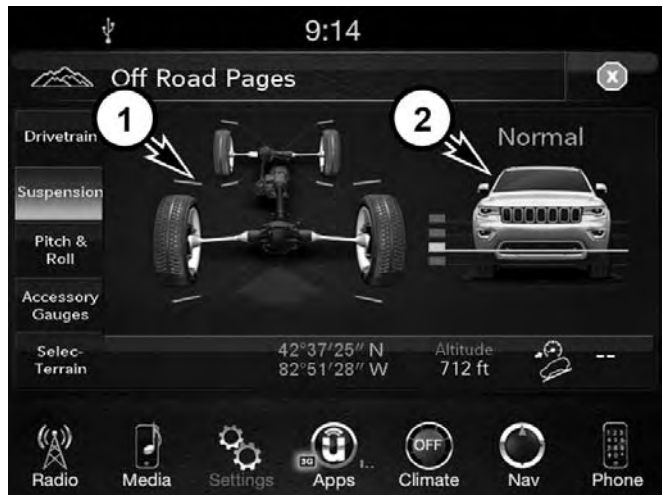 9:14
Off Road Pages
X
1
2
Drivetrain
Normal
Suspension
Pitch &
Roll
Accessory
Gauges
Selec-
Terrain
42°37'25" N
82°51'28" W
Altitude
712 ft
--
OFF
3G
Radio
Media
Settings
Apps
Climate
Nav
Phone